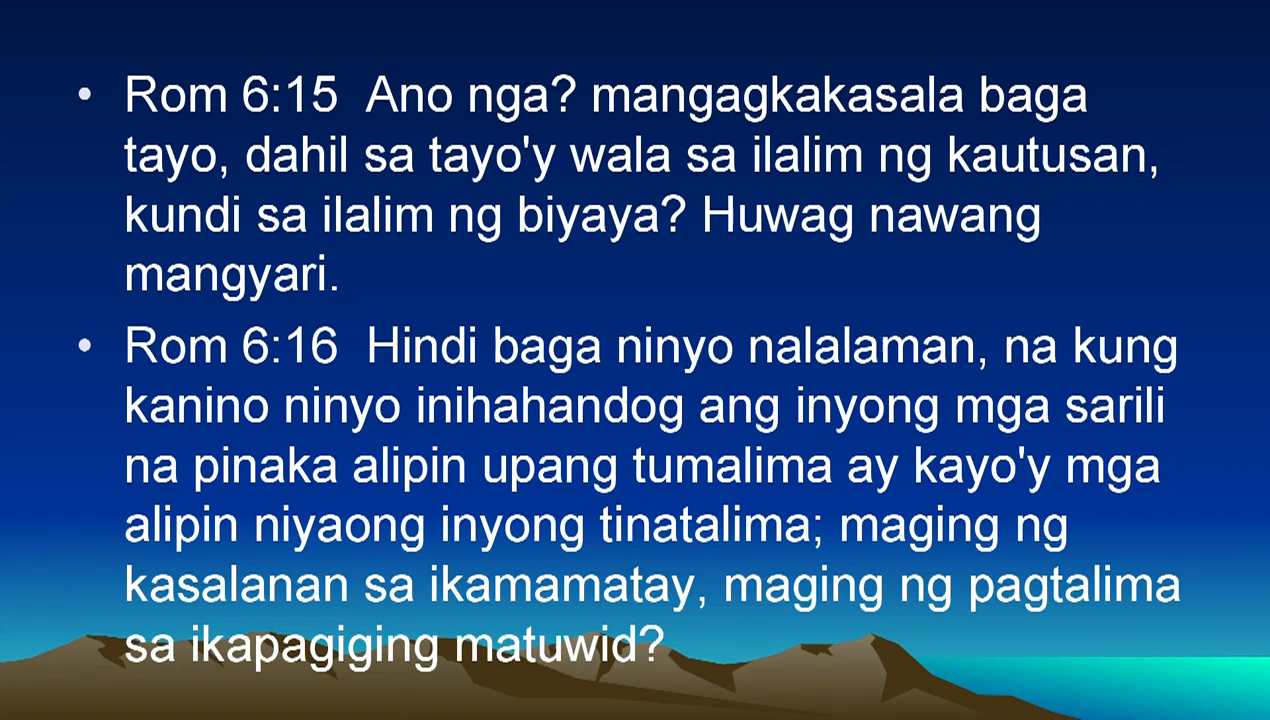 • Rom 6:15  Ano nga? mangagkakasala baga
tayo, dahil sa tayo'y wala sa ilalim ng kautusan,
kundi sa ilalim ng biyaya? Huwag nawang
mangyari.
• Rom 6:16  Hindi baga ninyo nalalaman, na kung
kanino ninyo inihahandog ang inyong mga sarili
na pinaka alipin upang tumalima ay kayo'y mga
alipin niyaong inyong tinatalima; maging ng
kasalanan sa ikamamatay, maging ng pagtalima
sa ikapagiging matuwid?